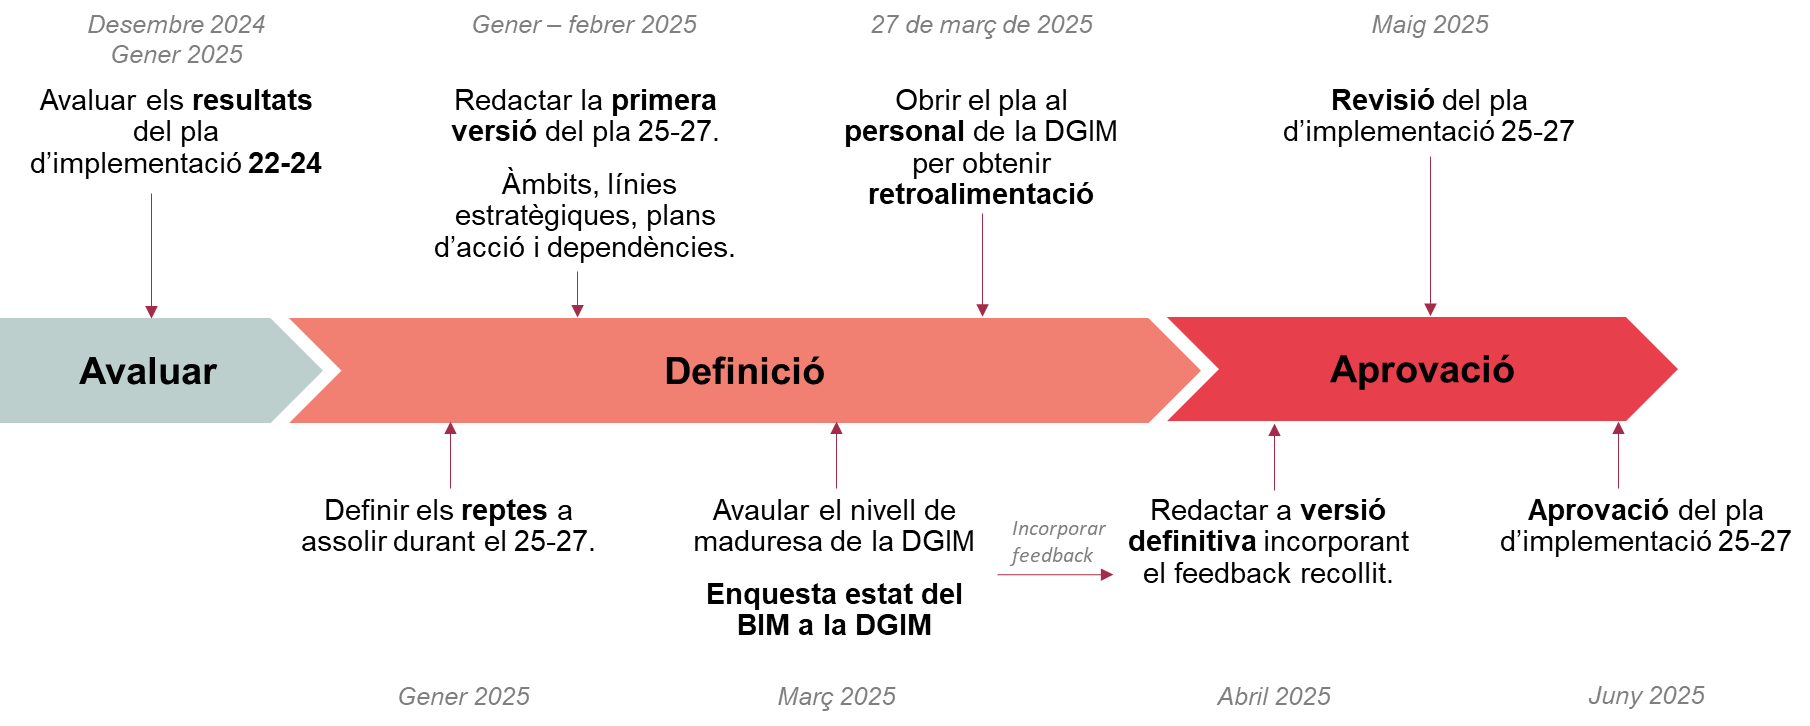 Desembre 2024
Gener 2025
Avaluar els resultats
del pla
d’implementació 22-24
Gener – febrer 2025
Redactar la primera
versió del pla 25-27.
Àmbits, línies
estratègiques, plans
d’acció i dependències.
27 de març de 2025
Obrir el pla al
personal de la DGIM
per obtenir
retroalimentació
Maig 2025
Revisió del pla
d’implementació 25-27
Avaluar
Definició
Aprovació
Definir els reptes a
assolir durant el 25-27.
Gener 2025
Avaular el nivell de
maduresa de la DGIM
Enquesta estat del
BIM a la DGIM
Març 2025
Incorporar
feedback
Redactar a versió
definitiva incorporant
el feedback recollit.
Abril 2025
Aprovació del pla
d’implementació 25-27
Juny 2025